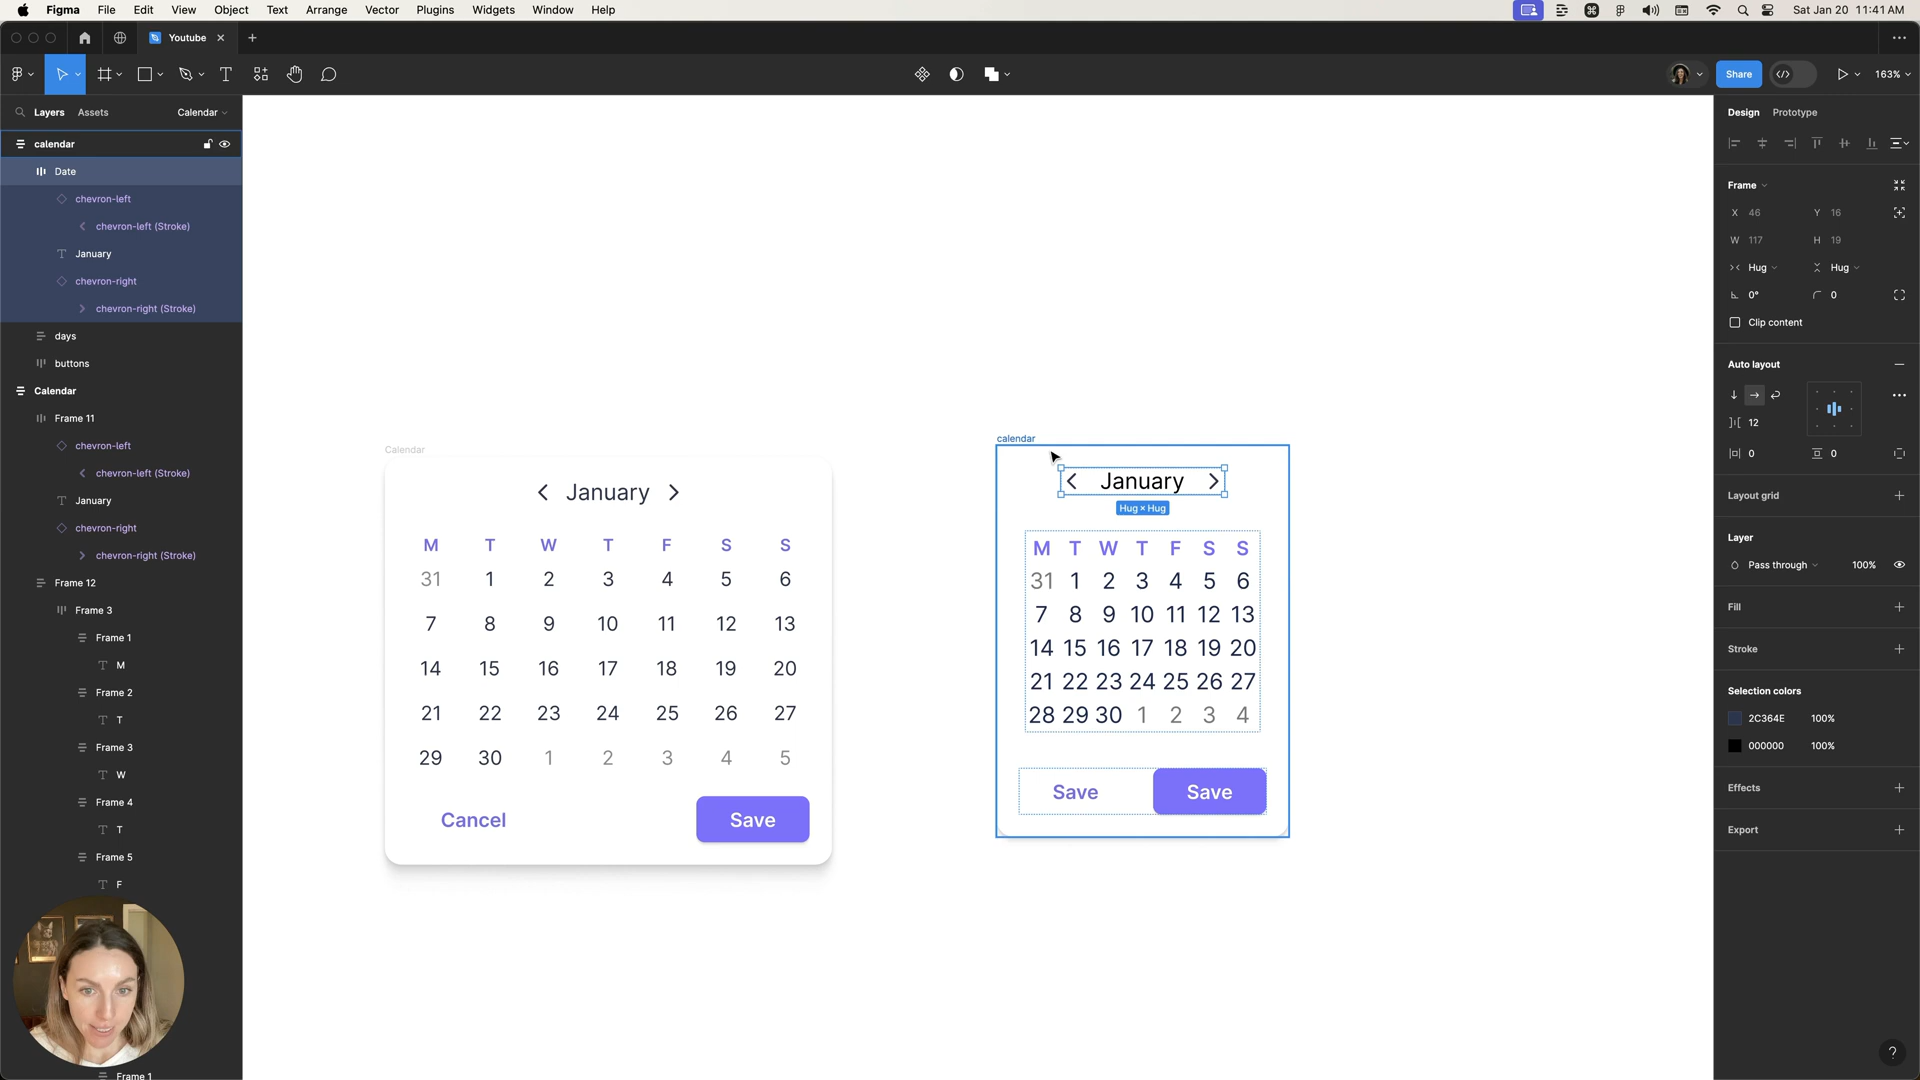 Figma File Edit View Object Text Arrange Vector Plugins Widgets Window Help
Sat Jan 20 11:41 AM
Youtube
Share
163%
Layers Assets Calendar
calendar
Date
chevron-left
chevron-left (Stroke)
January
chevron-right
chevron-right (Stroke)
days
buttons
Calendar
Frame 11
chevron-left
chevron-left (Stroke)
January
chevron-right
chevron-right (Stroke)
Frame 12
Frame 3
Frame 1
M
Frame 2
T
Frame 3
W
Frame 4
T
Frame 5
F
Frame 1
Calendar
January
M T W T F S S
31 1 2 3 4 5 6
7 8 9 10 11 12 13
14 15 16 17 18 19 20
21 22 23 24 25 26 27
29 30 1 2 3 4 5
Cancel Save
calendar
January
Hug × Hug
M T W T F S S
31 1 2 3 4 5 6
7 8 9 10 11 12 13
14 15 16 17 18 19 20
21 22 23 24 25 26 27
28 29 30 1 2 3 4
Save Save
Design Prototype
Frame
X 46 Y 16
W 117 H 19
Hug Hug
0° 0
Clip content
Auto layout
12
0 0
Layout grid
Layer
Pass through 100%
Fill
Stroke
Selection colors
2C364E 100%
000000 100%
Effects
Export
?